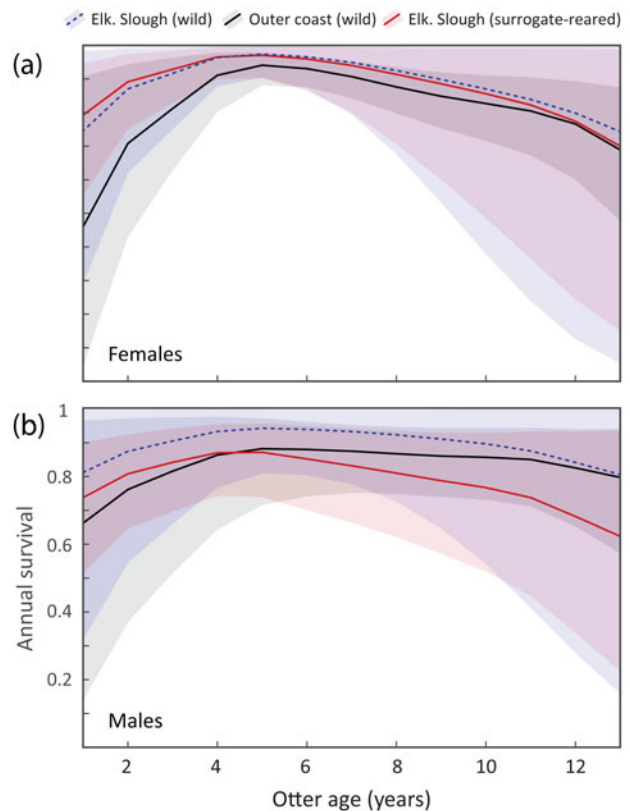 Elk. Slough (wild) Outer coast (wild) Elk. Slough (surrogate-reared)
(a)
Females
(b)
1
0.8
0.6
0.4
0.2
Annual survival
Males
2 4 6 8 10 12
Otter age (years)